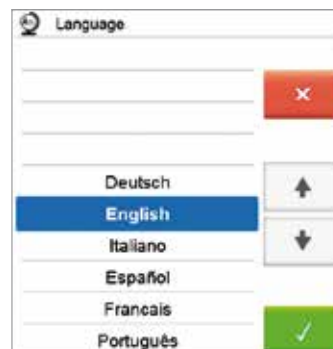 Language
Deutsch
English
Italiano
Español
Francais
Português